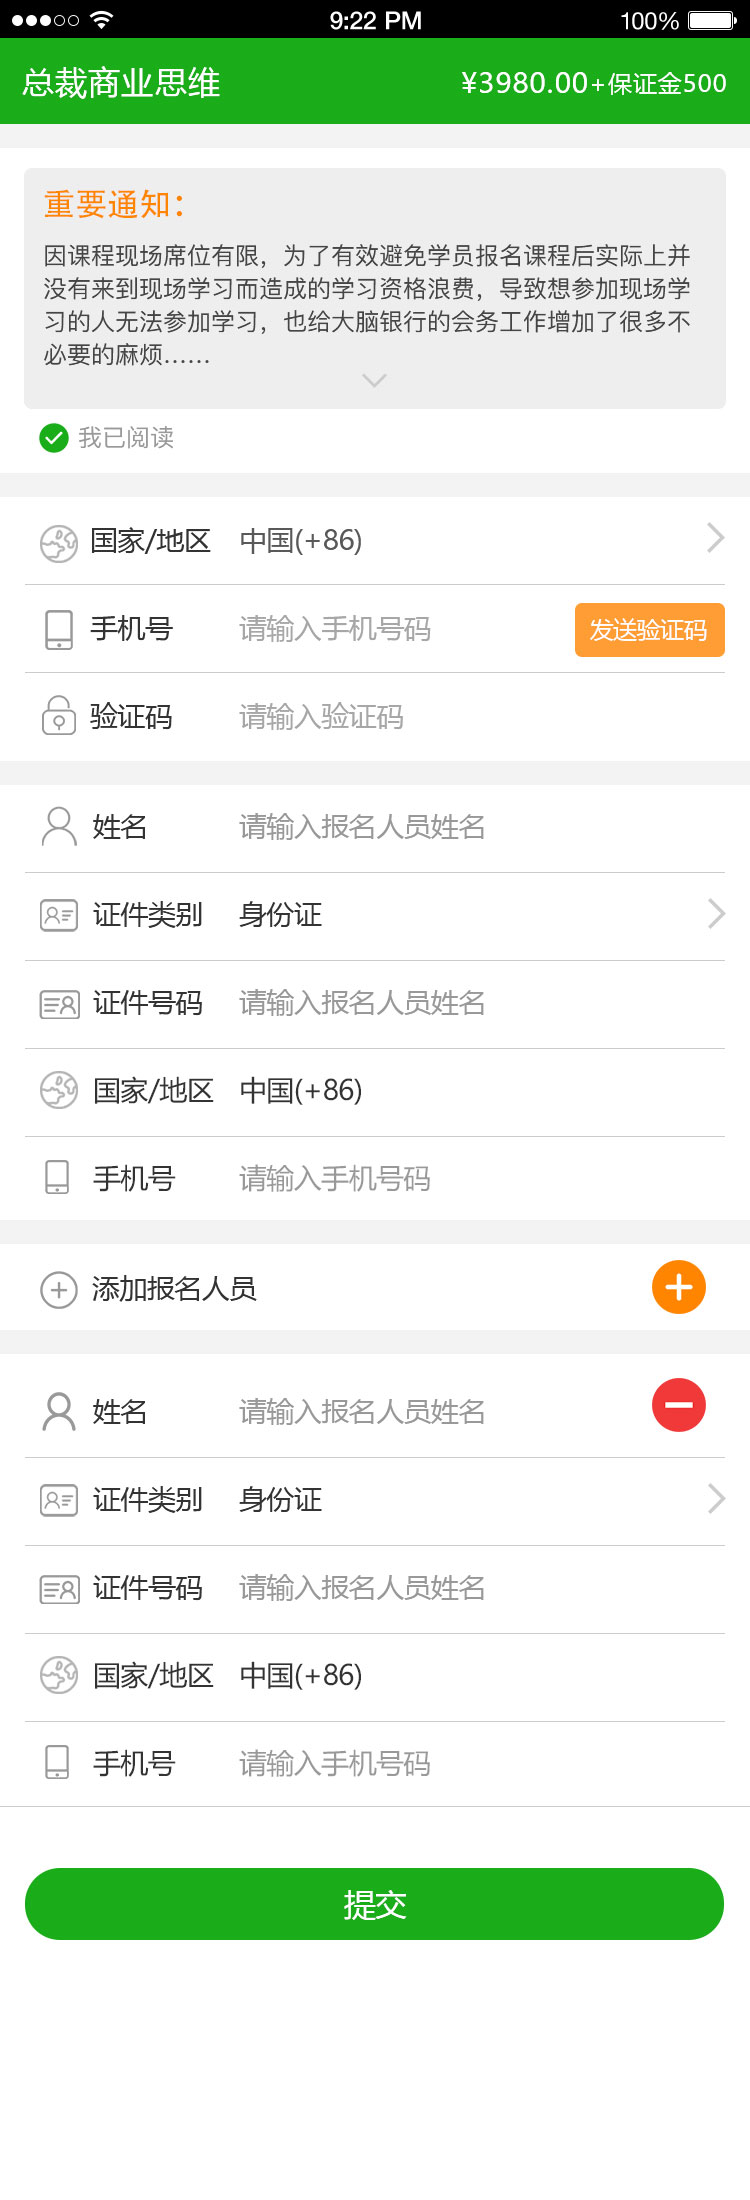 9:22 PM 100%
总裁商业思维 ¥3980.00+保证金500
重要通知：
因课程现场席位有限，为了有效避免学员报名课程后实际上并
没有来到现场学习而造成的学习资格浪费，导致想参加现场学
习的人无法参加学习，也给大脑银行的会务工作增加了很多不
必要的麻烦……
我已阅读
国家/地区 中国(+86)
手机号 请输入手机号码 发送验证码
验证码 请输入验证码
姓名 请输入报名人员姓名
证件类别 身份证
证件号码 请输入报名人员姓名
国家/地区 中国(+86)
手机号 请输入手机号码
添加报名人员
姓名 请输入报名人员姓名
证件类别 身份证
证件号码 请输入报名人员姓名
国家/地区 中国(+86)
手机号 请输入手机号码
提交